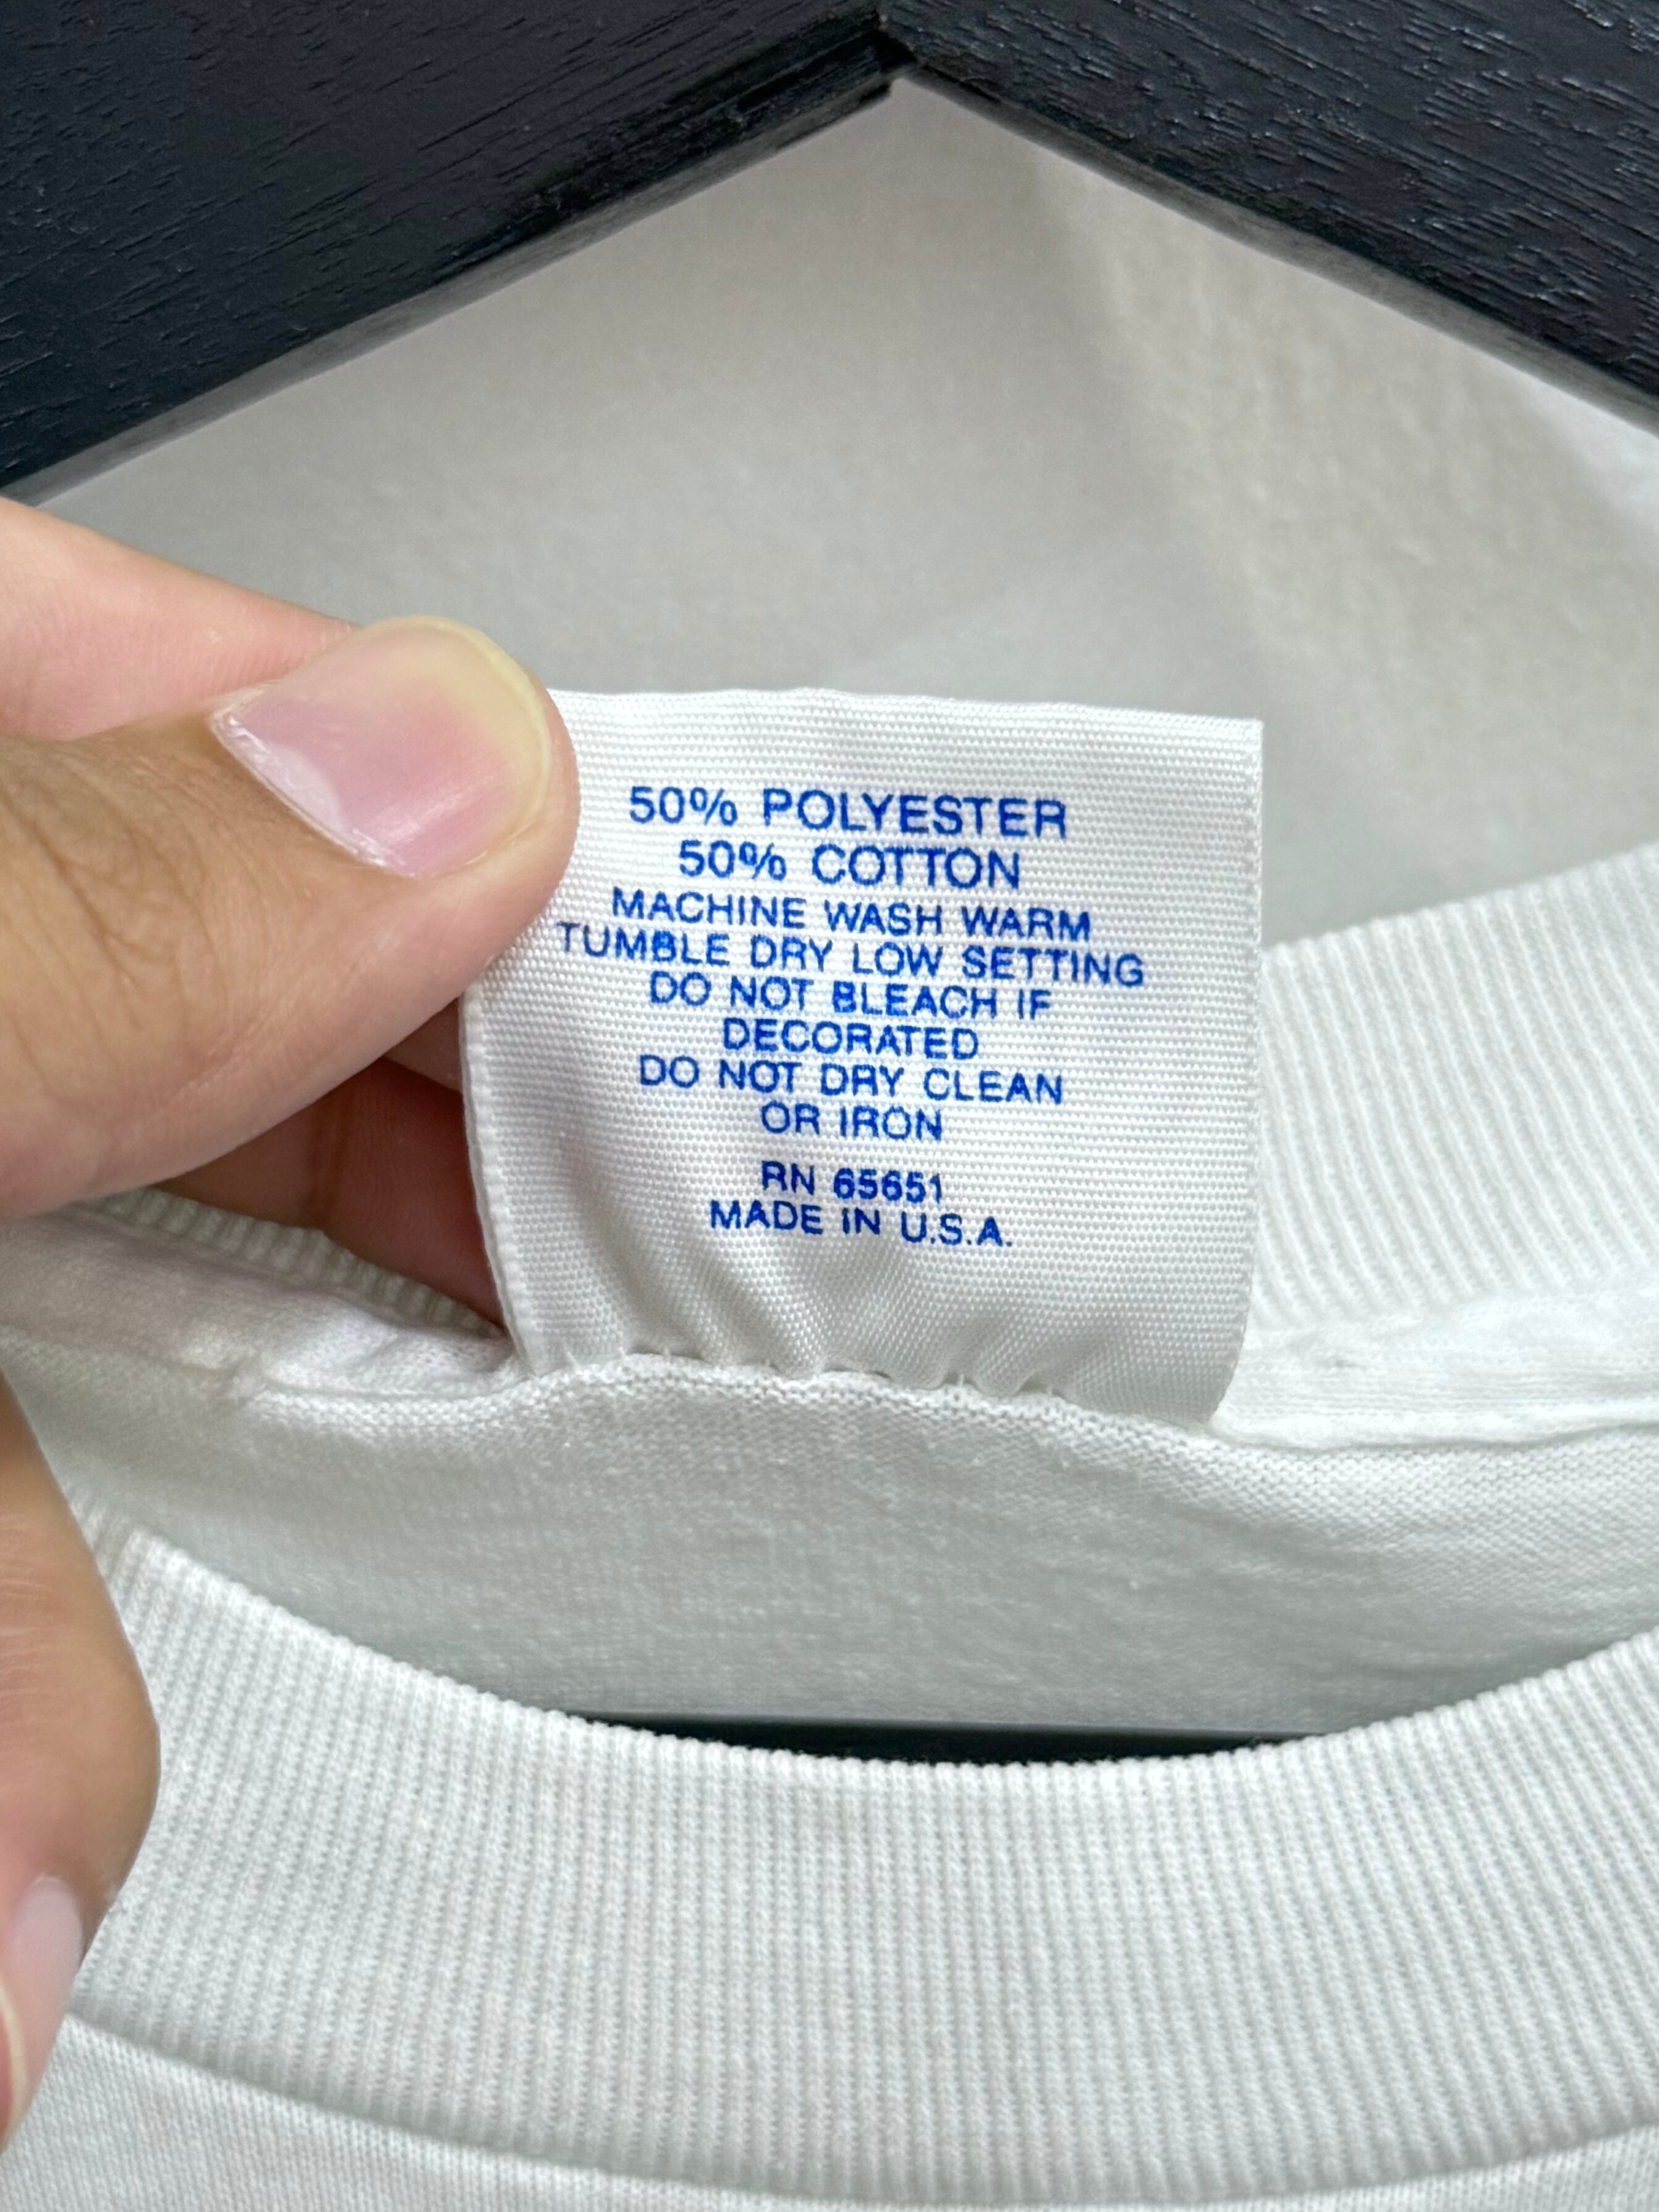 50% POLYESTER
50% COTTON
MACHINE WASH WARM
TUMBLE DRY LOW SETTING
DO NOT BLEACH IF
DECORATED
DO NOT DRY CLEAN
OR IRON
RN 65651
MADE IN U.S.A.